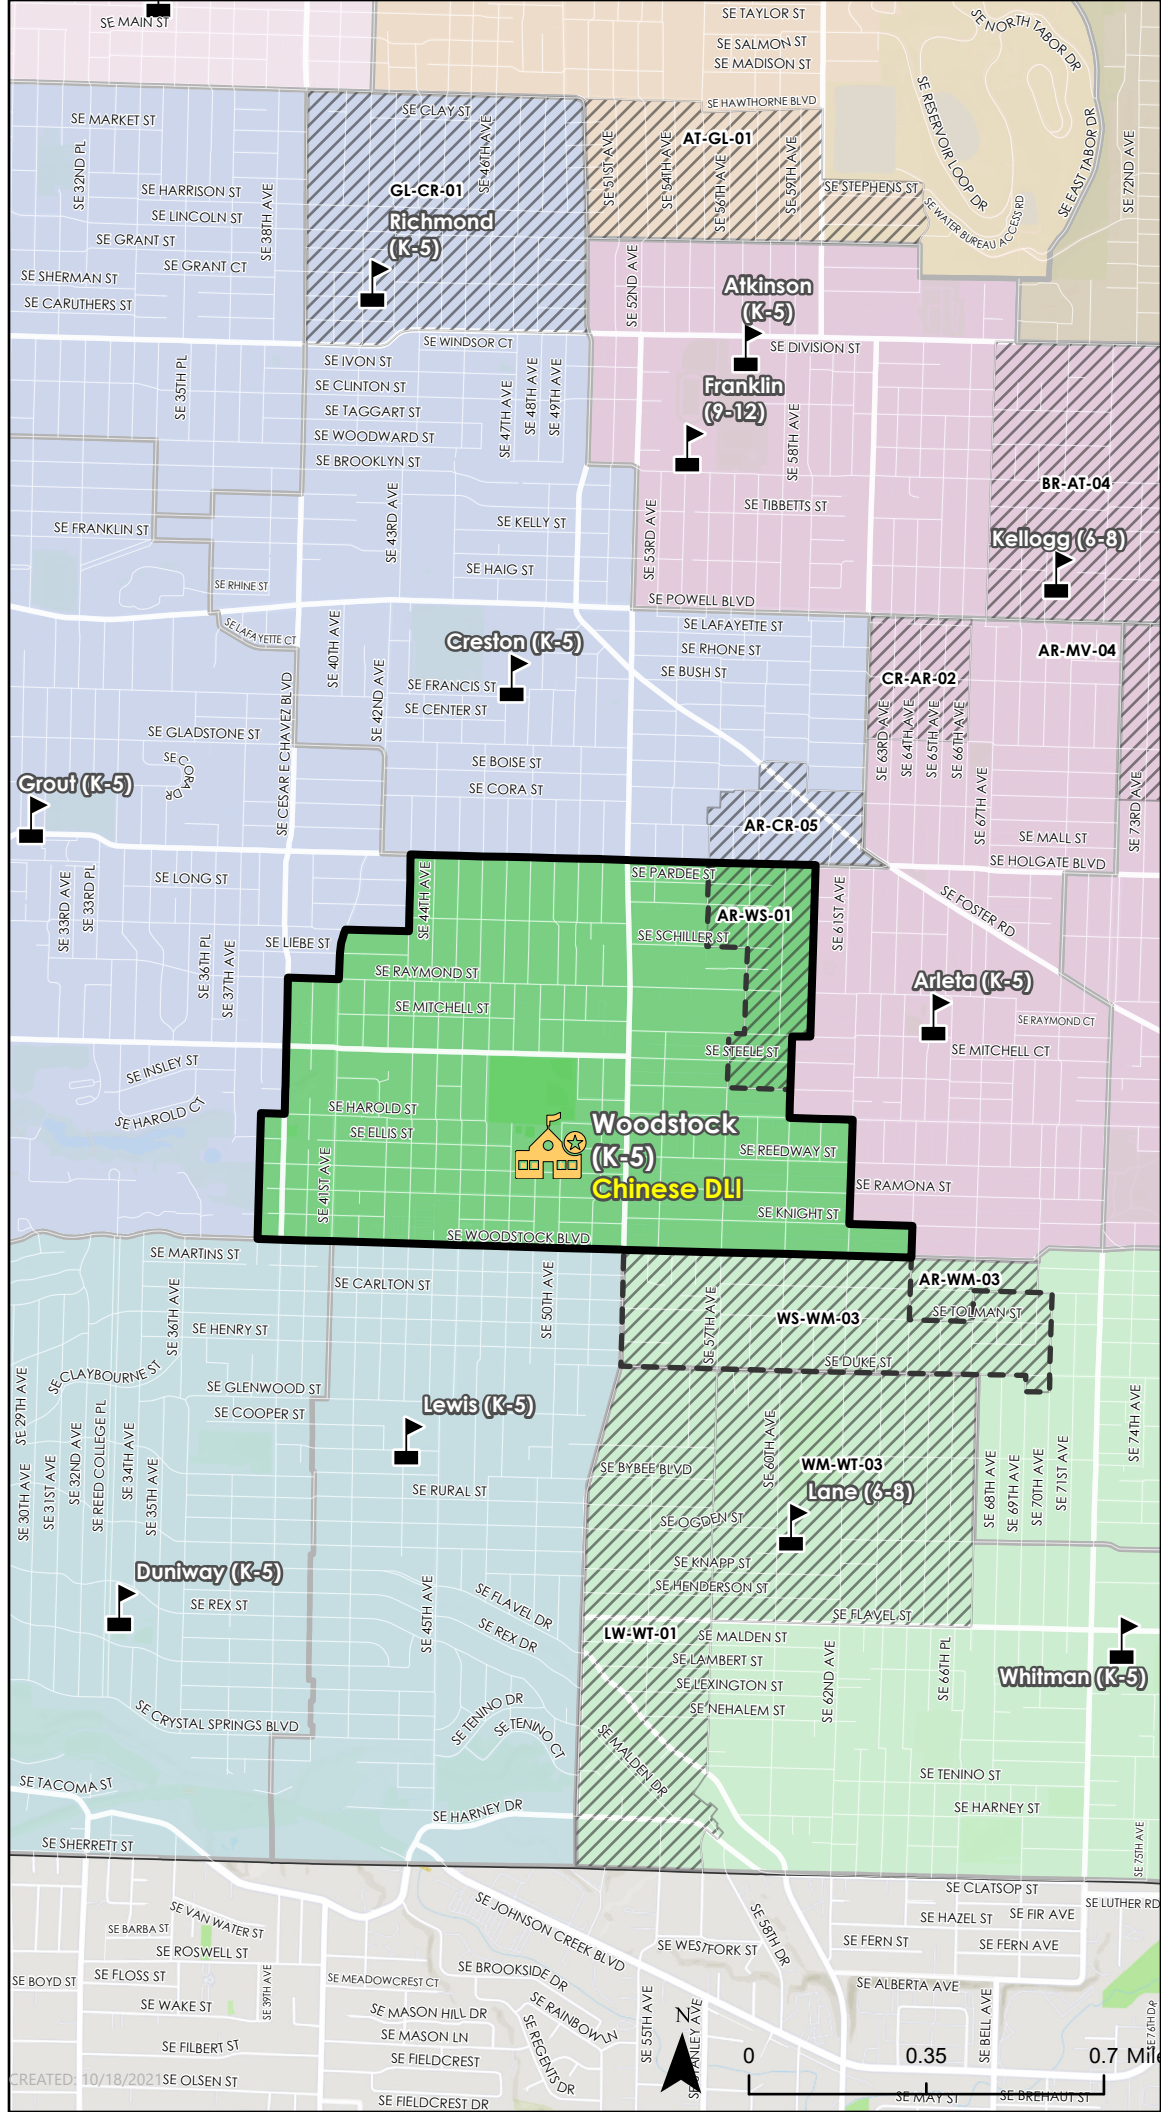 SE MAIN ST
SE TAYLOR ST
SE SALMON ST
SE MADISON ST
SE NORTH TABOR DR
SE RESERVOIR LOOP DR
SE EAST TABOR DR
SE 72ND AVE
SE HAWTHORNE BLVD
SE CLAY ST
SE MARKET ST
SE 46TH AVE
SE 51ST AVE
SE 54TH AVE
AT-GL-01
SE 56TH AVE
SE 59TH AVE
SE 32ND PL
SE HARRISON ST
SE 38TH AVE
GL-CR-01
SE STEPHENS ST
SE WATER BUREAU ACCESS RD
SE LINCOLN ST
Richmond
(K-5)
SE GRANT ST
SE GRANT CT
SE SHERMAN ST
SE CARUTHERS ST
SE 52ND AVE
Atkinson
(K-5)
SE WINDSOR CT
SE DIVISION ST
SE IVON ST
SE 35TH PL
SE CLINTON ST
SE TAGGART ST
SE WOODWARD ST
SE BROOKLYN ST
SE 47TH AVE
SE 48TH AVE
SE 49TH AVE
Franklin
(9-12)
SE 58TH AVE
BR-AT-04
SE 43RD AVE
SE TIBBETTS ST
SE FRANKLIN ST
SE KELLY ST
SE 53RD AVE
Kellogg (6-8)
SE HAIG ST
SE RHINE ST
SE POWELL BLVD
SE LAFAYETTE CT
SE 40TH AVE
SE LAFAYETTE ST
Creston (K-5)
SE RHONE ST
AR-MV-04
SE BUSH ST
CR-AR-02
SE FRANCIS ST
SE 42ND AVE
SE CENTER ST
SE CESAR E CHAVEZ BLVD
SE GLADSTONE ST
SE 63RD AVE
SE 64TH AVE
SE 65TH AVE
SE 66TH AVE
SE CORA DR
SE BOISE ST
SE CORA ST
Grout (K-5)
SE 67TH AVE
SE 73RD AVE
AR-CR-05
SE MALL ST
SE HOLGATE BLVD
SE LONG ST
SE 44TH AVE
SE PARDEE ST
SE 33RD AVE
SE 33RD PL
AR-WS-01
SE 61ST AVE
SE FOSTER RD
SE LIEBE ST
SE SCHILLER ST
SE 36TH PL
SE 37TH AVE
SE RAYMOND ST
Arleta (K-5)
SE MITCHELL ST
SE RAYMOND CT
SE STEELE ST
SE MITCHELL CT
SE INSLEY ST
SE HAROLD CT
SE HAROLD ST
SE ELLIS ST
Woodstock
(K-5)
Chinese DLI
SE REEDWAY ST
SE 41ST AVE
SE RAMONA ST
SE KNIGHT ST
SE WOODSTOCK BLVD
SE MARTINS ST
SE CARLTON ST
SE 50TH AVE
AR-WM-03
SE 36TH AVE
SE 57TH AVE
WS-WM-03
SE TOLMAN ST
SE HENRY ST
SE DUKE ST
SE CLAYBOURNE ST
SE 29TH AVE
SE GLENWOOD ST
SE COOPER ST
Lewis (K-5)
SE 74TH AVE
SE 60TH AVE
SE 30TH AVE
SE 31ST AVE
SE 32ND AVE
SE REED COLLEGE PL
SE 34TH AVE
SE 35TH AVE
SE BYBEE BLVD
WM-WT-03
Lane (6-8)
SE 68TH AVE
SE 69TH AVE
SE 70TH AVE
SE 71ST AVE
SE RURAL ST
SE OGDEN ST
SE KNAPP ST
SE HENDERSON ST
Duniway (K-5)
SE REX ST
SE 45TH AVE
SE FLAVEL DR
SE REX DR
SE FLAVEL ST
LW-WT-01
SE MALDEN ST
SE LAMBERT ST
SE LEXINGTON ST
SE NEHALEM ST
SE 62ND AVE
SE 66TH PL
Whitman (K-5)
SE CRYSTAL SPRINGS BLVD
SE TENINO DR
SE TENINO CT
SE MALDEN DR
SE TACOMA ST
SE TENINO ST
SE HARNEY DR
SE HARNEY ST
SE SHERRETT ST
SE 75TH AVE
SE CLATSOP ST
SE LUTHER RD
SE VAN WATER ST
SE JOHNSON CREEK BLVD
SE 58TH DR
SE HAZEL ST
SE FIR AVE
SE BARBA ST
SE ROSWELL ST
SE WESTFORK ST
SE FERN ST
SE FERN AVE
SE BOYD ST
SE FLOSS ST
SE 39TH AVE
SE MEADOWCREST CT
SE BROOKSIDE DR
SE ALBERTA AVE
SE WAKE ST
SE MASON HILL DR
SE RAINBOW LN
SE 55TH AVE
SE STANLEY AVE
SE BELL AVE
SE 76TH DR
SE FILBERT ST
SE MASON LN
SE REGENTS DR
SE FIELDCREST
N
0 0.35 0.7 Mile
CREATED: 10/18/2021
SE OLSEN ST
SE FIELDCREST DR
SE MAY ST
SE BREHAUT ST